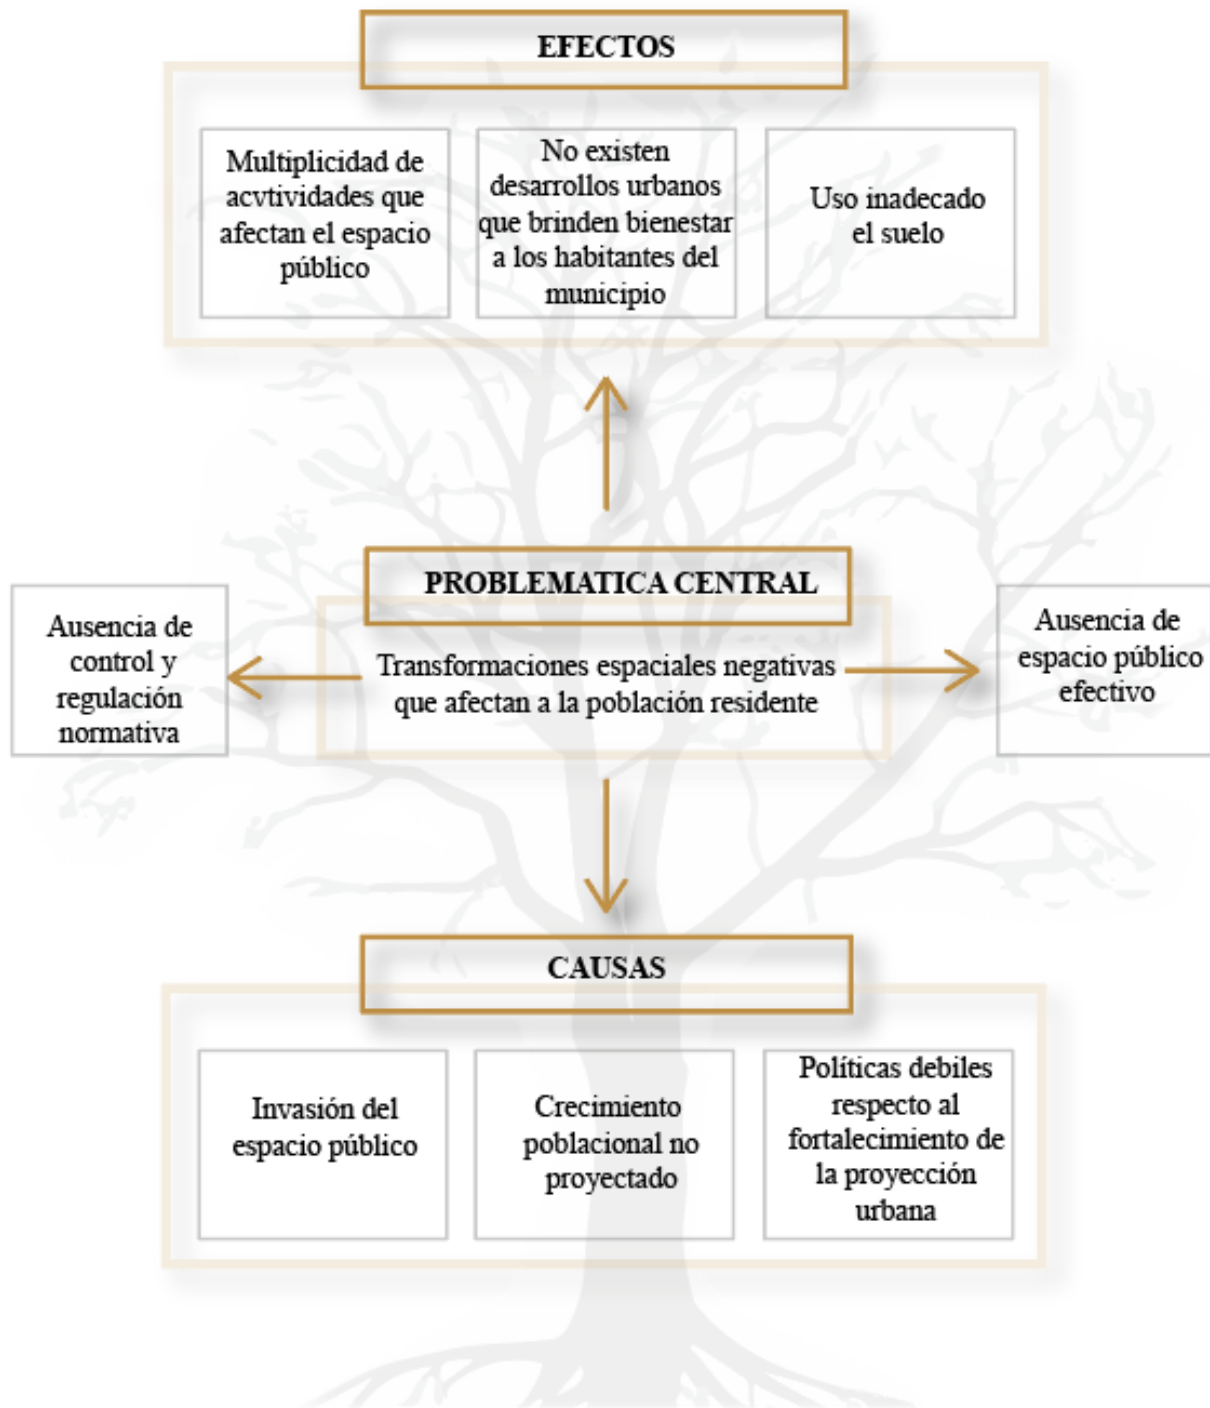 EFECTOS
Multiplicidad de
acvtividades que
afectan el espacio
público
No existen
desarrollos urbanos
que brinden bienestar
a los habitantes del
municipio
Uso inadecado
el suelo
PROBLEMATICA CENTRAL
Transformaciones espaciales negativas
que afectan a la población residente
Ausencia de
control y
regulación
normativa
Ausencia de
espacio público
efectivo
CAUSAS
Invasión del
espacio público
Crecimiento
poblacional no
proyectado
Políticas debiles
respecto al
fortalecimiento de
la proyección
urbana